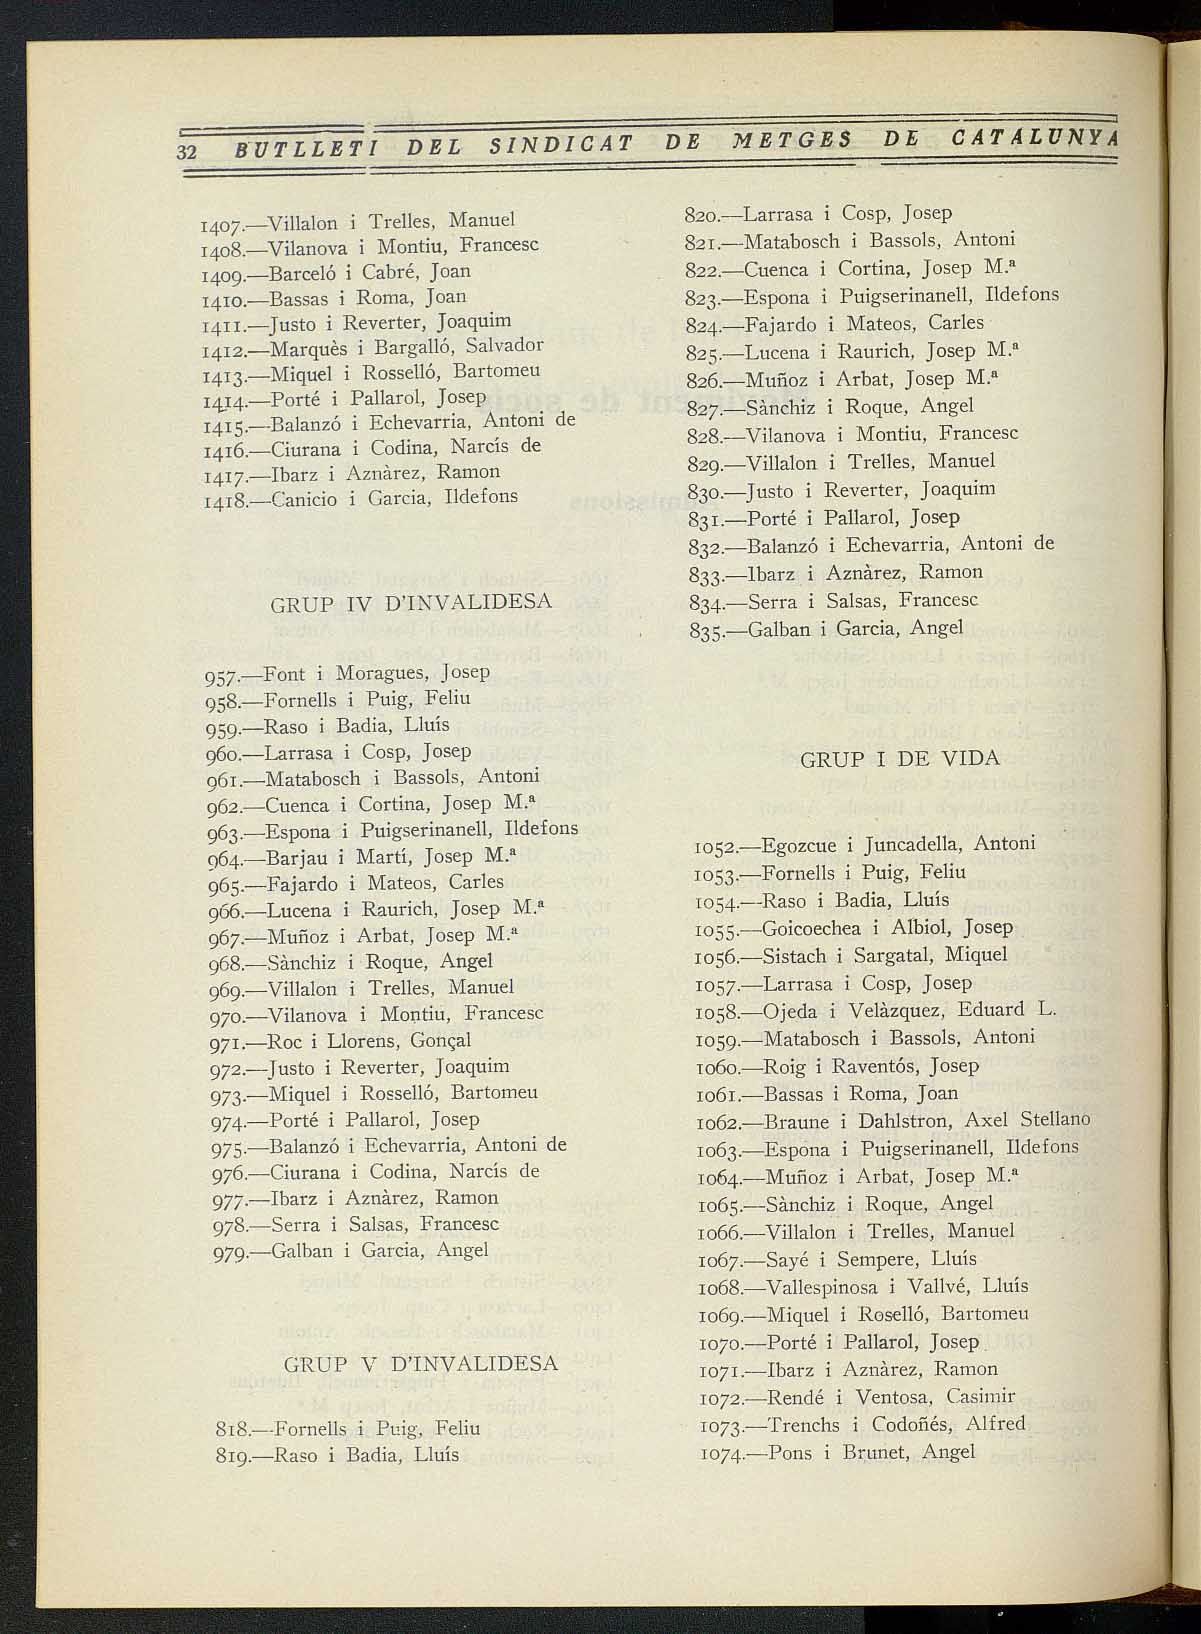 32 BUTLLETI DEL SINDICAT DE METGES DE CATALUNYA
1407.—Villalon i Trelles, Manuel
1408.—Vilanova i Montiu, Francesc
1409.—Barceló i Cabré, Joan
1410.—Bassas i Roma, Joan
1411.—Justo i Reverter, Joaquim
1412.—Marquès i Bargalló, Salvador
1413.—Miquel i Rosselló, Bartomeu
1414.—Porté i Pallarol, Josep
1415.—Balanzó i Echevarria, Antoni de
1416.—Ciurana i Codina, Narcís de
1417.—Ibarz i Aznàrez, Ramon
1418.—Canicio i Garcia, Ildefons
GRUP IV D'INVALIDESA
957.—Font i Moragues, Josep
958.—Fornells i Puig, Feliu
959.—Raso i Badia, Lluís
960.—Larrasa i Cosp, Josep
961.—Matabosch i Bassols, Antoni
962.—Cuenca i Cortina, Josep M.ª
963.—Espona i Puigserinanell, Ildefons
964.—Barjau i Martí, Josep M.ª
965.—Fajardo i Mateos, Carles
966.—Lucena i Raurich, Josep M.ª
967.—Muñoz i Arbat, Josep M.ª
968.—Sànchiz i Roque, Angel
969.—Villalon i Trelles, Manuel
970.—Vilanova i Montiu, Francesc
971.—Roc i Llorens, Gonçal
972.—Justo i Reverter, Joaquim
973.—Miquel i Rosselló, Bartomeu
974.—Porté i Pallarol, Josep
975.—Balanzó i Echevarria, Antoni de
976.—Ciurana i Codina, Narcís de
977.—Ibarz i Aznàrez, Ramon
978.—Serra i Salsas, Francesc
979.—Galban i Garcia, Angel
GRUP V D'INVALIDESA
818.—Fornells i Puig, Feliu
819.—Raso i Badia, Lluís
820.—Larrasa i Cosp, Josep
821.—Matabosch i Bassols, Antoni
822.—Cuenca i Cortina, Josep M.ª
823.—Espona i Puigserinanell, Ildefons
824.—Fajardo i Mateos, Carles
825.—Lucena i Raurich, Josep M.ª
826.—Muñoz i Arbat, Josep M.ª
827.—Sànchiz i Roque, Angel
828.—Vilanova i Montiu, Francesc
829.—Villalon i Trelles, Manuel
830.—Justo i Reverter, Joaquim
831.—Porté i Pallarol, Josep
832.—Balanzó i Echevarria, Antoni de
833.—Ibarz i Aznàrez, Ramon
834.—Serra i Salsas, Francesc
835.—Galban i Garcia, Angel
GRUP I DE VIDA
1052.—Egozcue i Juncadella, Antoni
1053.—Fornells i Puig, Feliu
1054.—Raso i Badia, Lluís
1055.—Goicoechea i Albiol, Josep
1056.—Sistach i Sargatal, Miquel
1057.—Larrasa i Cosp, Josep
1058.—Ojeda i Velàzquez, Eduard L.
1059.—Matabosch i Bassols, Antoni
1060.—Roig i Raventós, Josep
1061.—Bassas i Roma, Joan
1062.—Braune i Dahlstron, Axel Stellano
1063.—Espona i Puigserinanell, Ildefons
1064.—Muñoz i Arbat, Josep M.ª
1065.—Sànchiz i Roque, Angel
1066.—Villalon i Trelles, Manuel
1067.—Sayé i Sempere, Lluís
1068.—Vallespinosa i Vallvé, Lluís
1069.—Miquel i Roselló, Bartomeu
1070.—Porté i Pallarol, Josep
1071.—Ibarz i Aznàrez, Ramon
1072.—Rendé i Ventosa, Casimir
1073.—Trenchs i Codoñés, Alfred
1074.—Pons i Brunet, Angel